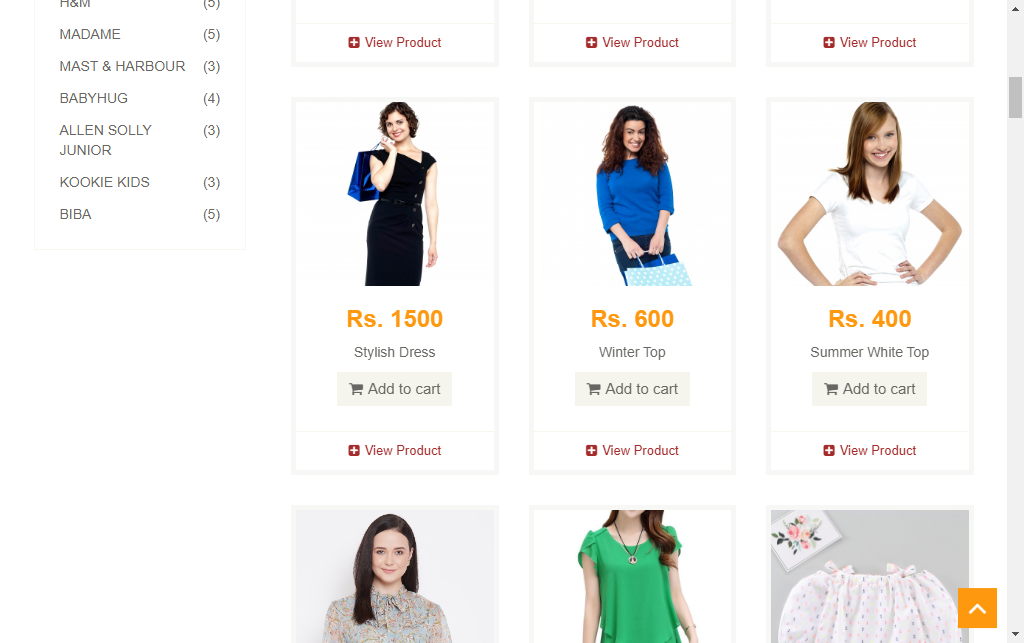 H&M (5)
MADAME (5)
MAST & HARBOUR (3)
BABYHUG (4)
ALLEN SOLLY JUNIOR (3)
KOOKIE KIDS (3)
BIBA (5)
View Product
View Product
View Product
Rs. 1500
Stylish Dress
Add to cart
View Product
Rs. 600
Winter Top
Add to cart
View Product
Rs. 400
Summer White Top
Add to cart
View Product